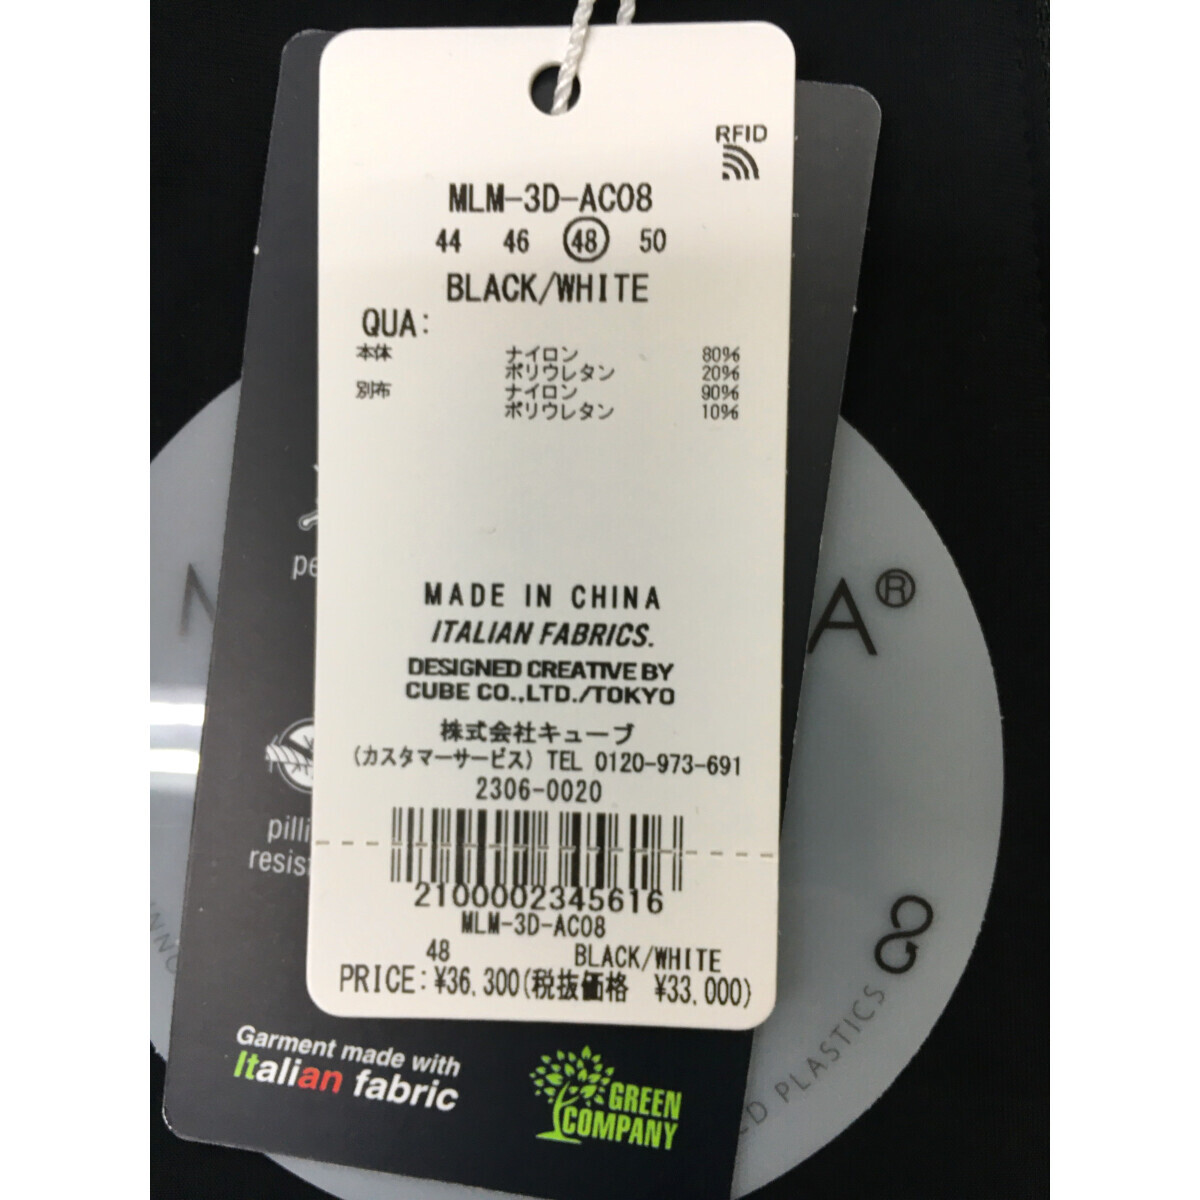 RFID
MLM-3D-AC08
44 46 48 50
BLACK/WHITE
QUA:
本体 ナイロン 80%
ポリウレタン 20%
別布 ナイロン 90%
ポリウレタン 10%
MADE IN CHINA
ITALIAN FABRICS.
DESIGNED CREATIVE BY
CUBE CO.,LTD./TOKYO
株式会社キューブ
(カスタマーサービス) TEL 0120-973-691
2306-0020
2100002345616
MLM-3D-AC08
48 BLACK/WHITE
PRICE:¥36,300(税抜価格 ¥33,000)
Garment made with
Italian fabric
GREEN
COMPANY
A®
PLASTICS